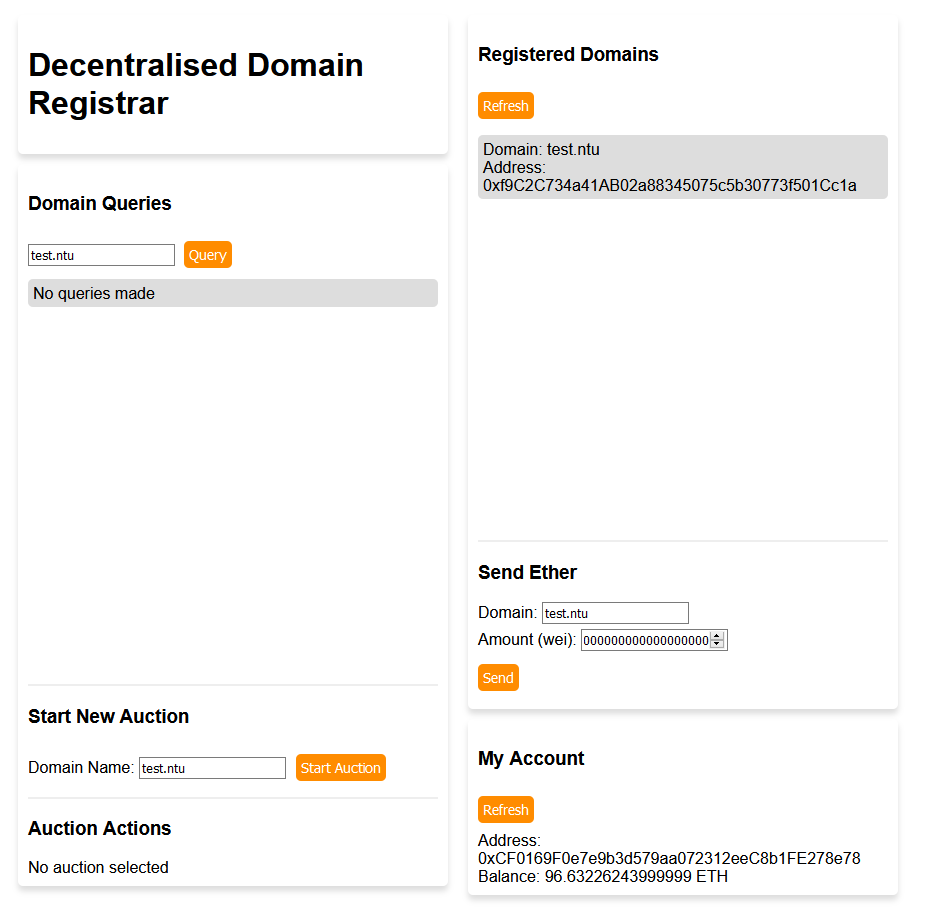 Decentralised Domain
Registrar
Domain Queries
test.ntu Query
No queries made
Start New Auction
Domain Name: test.ntu Start Auction
Auction Actions
No auction selected
Registered Domains
Refresh
Domain: test.ntu
Address:
0xf9C2C734a41AB02a88345075c5b30773f501Cc1a
Send Ether
Domain: test.ntu
Amount (wei): 000000000000000000
Send
My Account
Refresh
Address:
0xCF0169F0e7e9b3d579aa072312eeC8b1FE278e78
Balance: 96.63226243999999 ETH